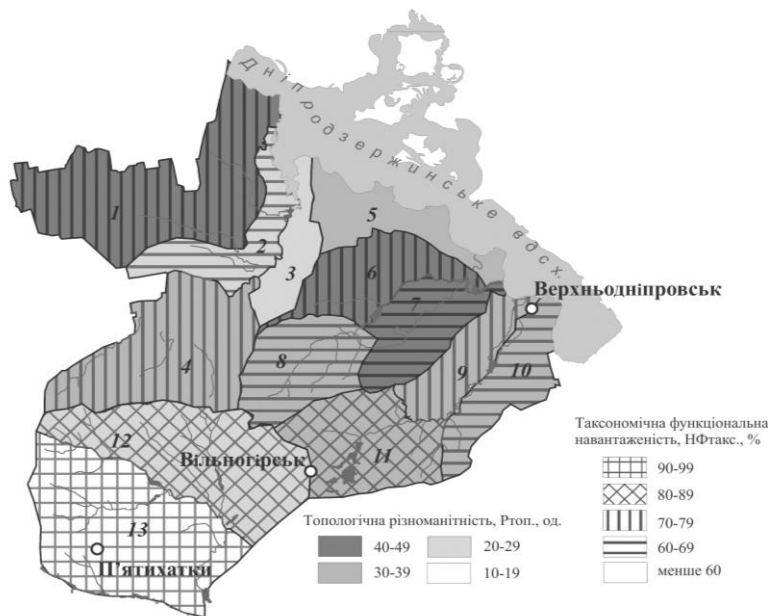 Дніпродзержинське вдсх.
1
2
3
5
6
7
Верхньодніпровськ
4
8
9
10
12
Вільногірськ
11
13
П'ятихатки
Таксономічна функціональна
навантаженість, НФтакс., %
90-99
80-89
70-79
60-69
менше 60
Топологічна різноманітність, Ртоп., од.
40-49
20-29
30-39
10-19